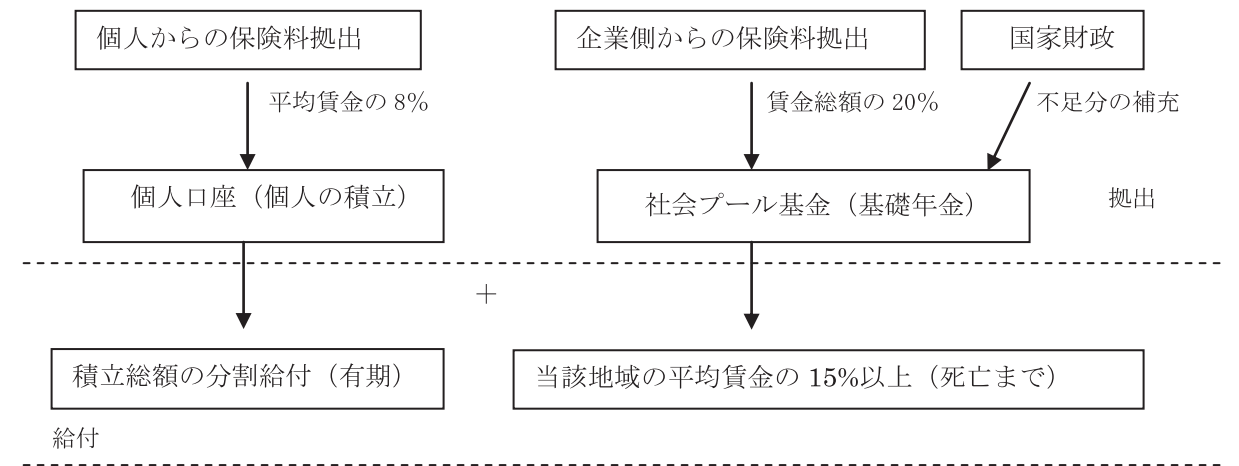 個人からの保険料拠出
企業側からの保険料拠出
国家財政
平均賃金の 8%
賃金総額の 20%
不足分の補充
個人口座（個人の積立）
社会プール基金（基礎年金）
拠出
＋
積立総額の分割給付（有期）
当該地域の平均賃金の 15%以上（死亡まで）
給付